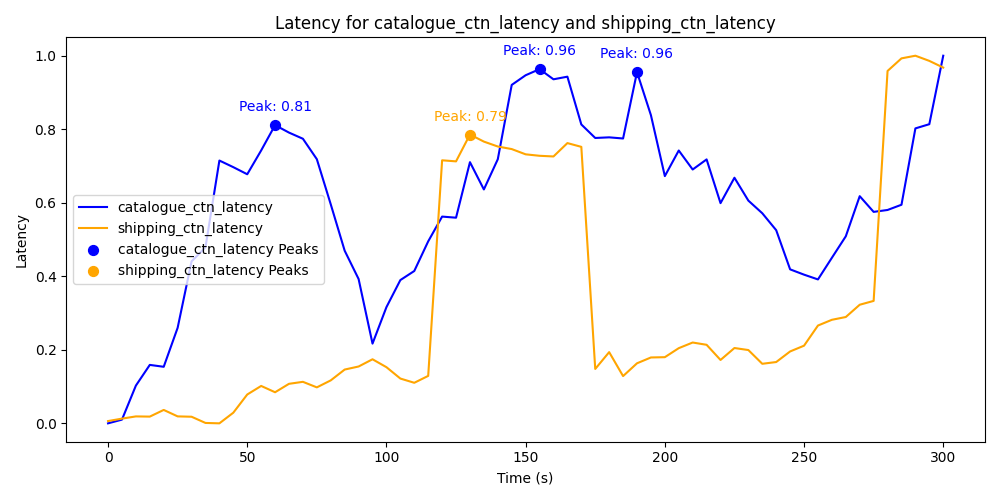 Latency for catalogue_ctn_latency and shipping_ctn_latency
Peak: 0.96
Peak: 0.96
Peak: 0.81
Peak: 0.79
1.0
0.8
0.6
0.4
0.2
0.0
Latency
catalogue_ctn_latency
shipping_ctn_latency
catalogue_ctn_latency Peaks
shipping_ctn_latency Peaks
0 50 100 150 200 250 300
Time (s)